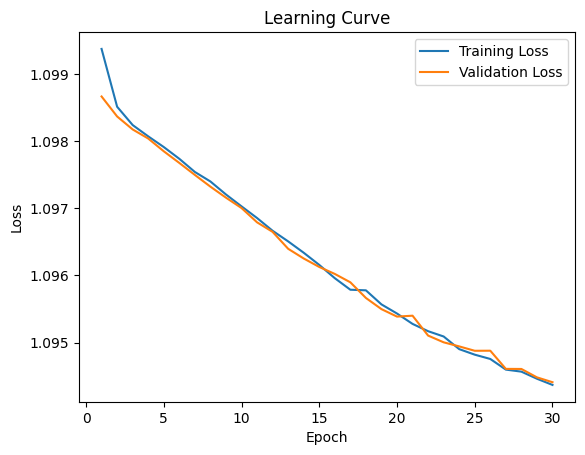 Learning Curve
Training Loss
Validation Loss
1.099
1.098
1.097
1.096
1.095
Loss
0 5 10 15 20 25 30
Epoch